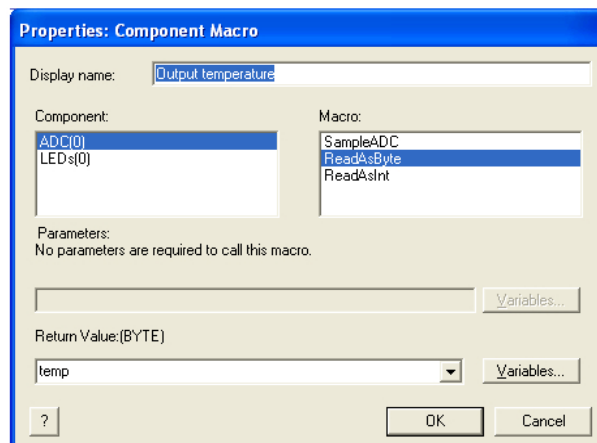 Properties: Component Macro
Display name: Output temperature
Component: Macro:
ADC(0) SampleADC
LEDs(0) ReadAsByte
ReadAsInt
Parameters:
No parameters are required to call this macro.
Variables...
Return Value:(BYTE)
temp Variables...
? OK Cancel